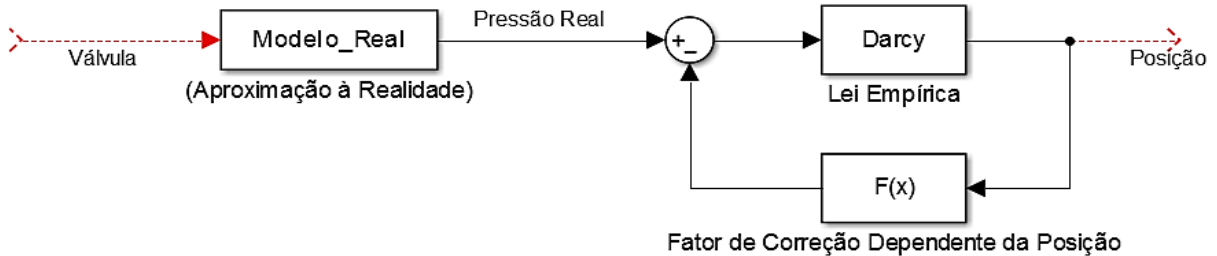 Válvula
Modelo_Real
(Aproximação à Realidade)
Pressão Real
+
−
Darcy
Lei Empírica
Posição
F(x)
Fator de Correção Dependente da Posição